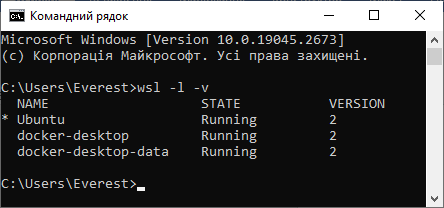 Командний рядок
Microsoft Windows [Version 10.0.19045.2673]
(c) Корпорація Майкрософт. Усі права захищені.
C:\Users\Everest>wsl -l -v
NAME STATE VERSION
* Ubuntu Running 2
docker-desktop Running 2
docker-desktop-data Running 2
C:\Users\Everest>